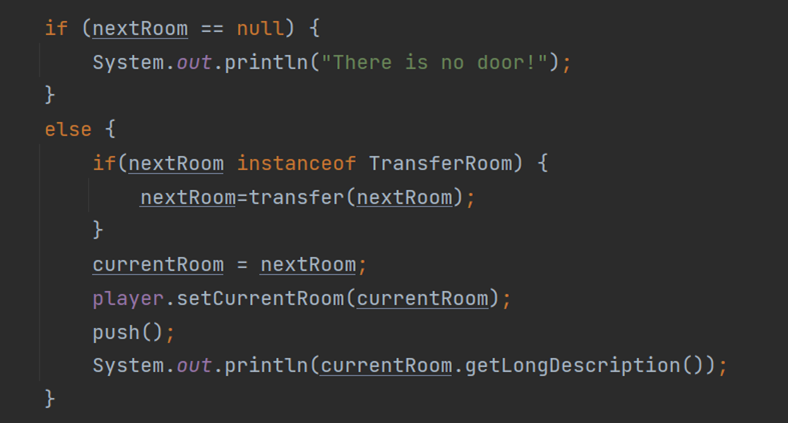 if (nextRoom == null) {
System.out.println("There is no door!");
}
else {
if(nextRoom instanceof TransferRoom) {
nextRoom=transfer(nextRoom);
}
currentRoom = nextRoom;
player.setCurrentRoom(currentRoom);
push();
System.out.println(currentRoom.getLongDescription());
}